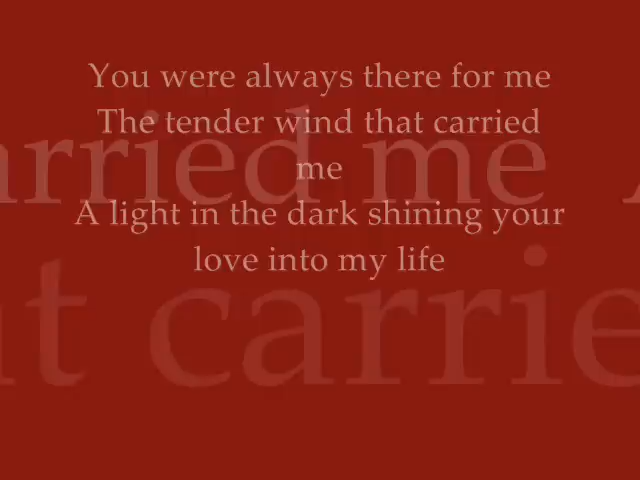 You were always there for me
The tender wind that carried
me
A light in the dark shining your
love into my life
arried me A
at carrie